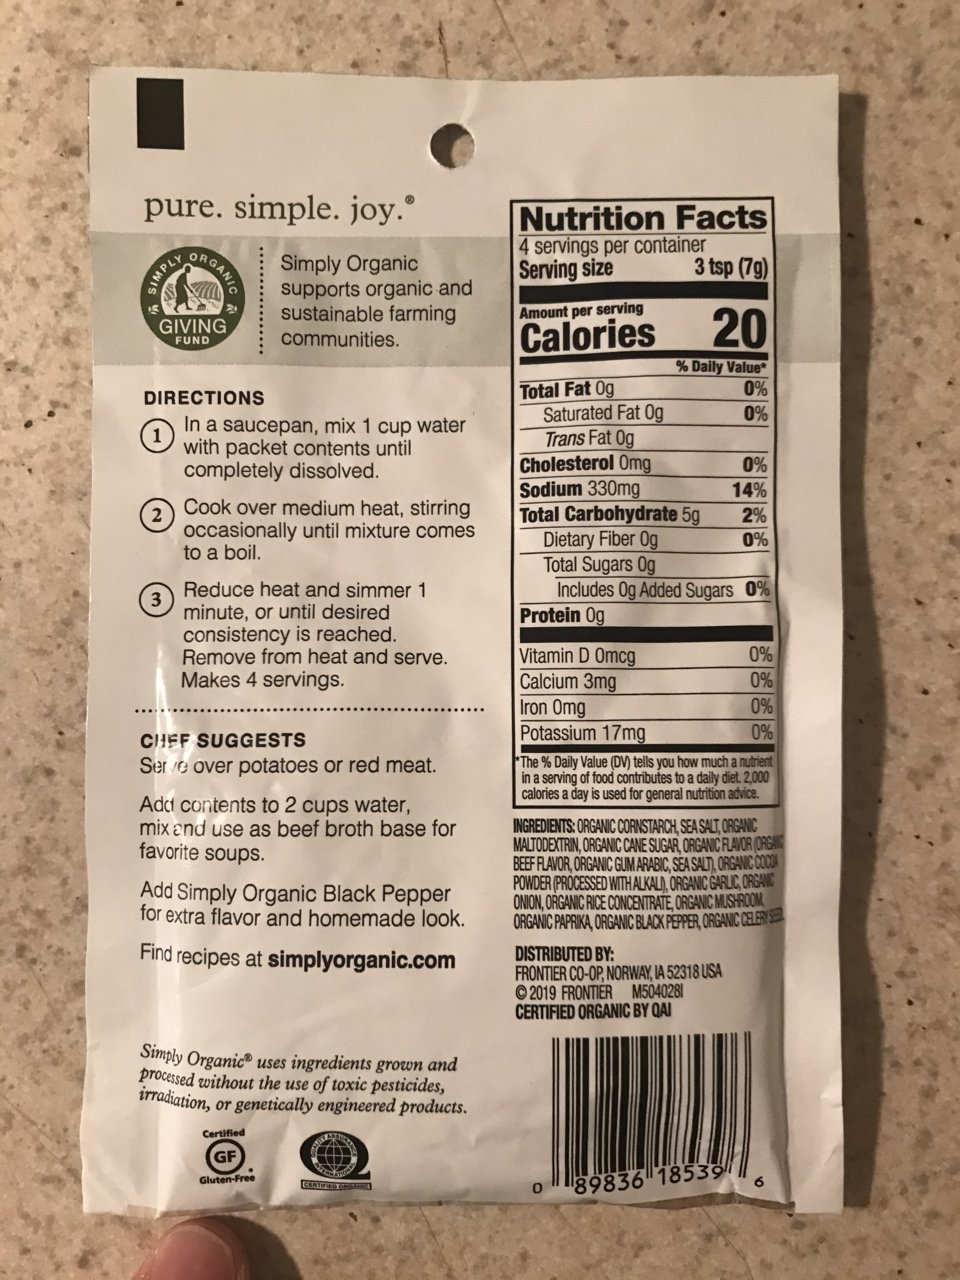 pure. simple. joy.®
SIMPLY ORGANIC
GIVING
FUND
Simply Organic
supports organic and
sustainable farming
communities.
DIRECTIONS
1 In a saucepan, mix 1 cup water
with packet contents until
completely dissolved.
2 Cook over medium heat, stirring
occasionally until mixture comes
to a boil.
3 Reduce heat and simmer 1
minute, or until desired
consistency is reached.
Remove from heat and serve.
Makes 4 servings.
CHEF SUGGESTS
Serve over potatoes or red meat.
Add contents to 2 cups water,
mix and use as beef broth base for
favorite soups.
Add Simply Organic Black Pepper
for extra flavor and homemade look.
Find recipes at simplyorganic.com
Simply Organic® uses ingredients grown and
processed without the use of toxic pesticides,
irradiation, or genetically engineered products.
Certified
GF
Gluten-Free
QUALITY ASSURANCE
INTERNATIONAL
CERTIFIED ORGANIC
Nutrition Facts
4 servings per container
Serving size 3 tsp (7g)
Amount per serving
Calories 20
% Daily Value*
Total Fat 0g 0%
Saturated Fat 0g 0%
Trans Fat 0g
Cholesterol 0mg 0%
Sodium 330mg 14%
Total Carbohydrate 5g 2%
Dietary Fiber 0g 0%
Total Sugars 0g
Includes 0g Added Sugars 0%
Protein 0g
Vitamin D 0mcg 0%
Calcium 3mg 0%
Iron 0mg 0%
Potassium 17mg 0%
*The % Daily Value (DV) tells you how much a nutrient
in a serving of food contributes to a daily diet. 2,000
calories a day is used for general nutrition advice.
INGREDIENTS: ORGANIC CORNSTARCH, SEA SALT, ORGANIC
MALTODEXTRIN, ORGANIC CANE SUGAR, ORGANIC FLAVOR (ORGANIC
BEEF FLAVOR, ORGANIC GUM ARABIC, SEA SALT), ORGANIC COCOA
POWDER (PROCESSED WITH ALKALI), ORGANIC GARLIC, ORGANIC
ONION, ORGANIC RICE CONCENTRATE, ORGANIC MUSHROOM,
ORGANIC PAPRIKA, ORGANIC BLACK PEPPER, ORGANIC CELERY SEED.
DISTRIBUTED BY:
FRONTIER CO-OP, NORWAY, IA 52318 USA
© 2019 FRONTIER M504028I
CERTIFIED ORGANIC BY QAI
0 89836 18539 6